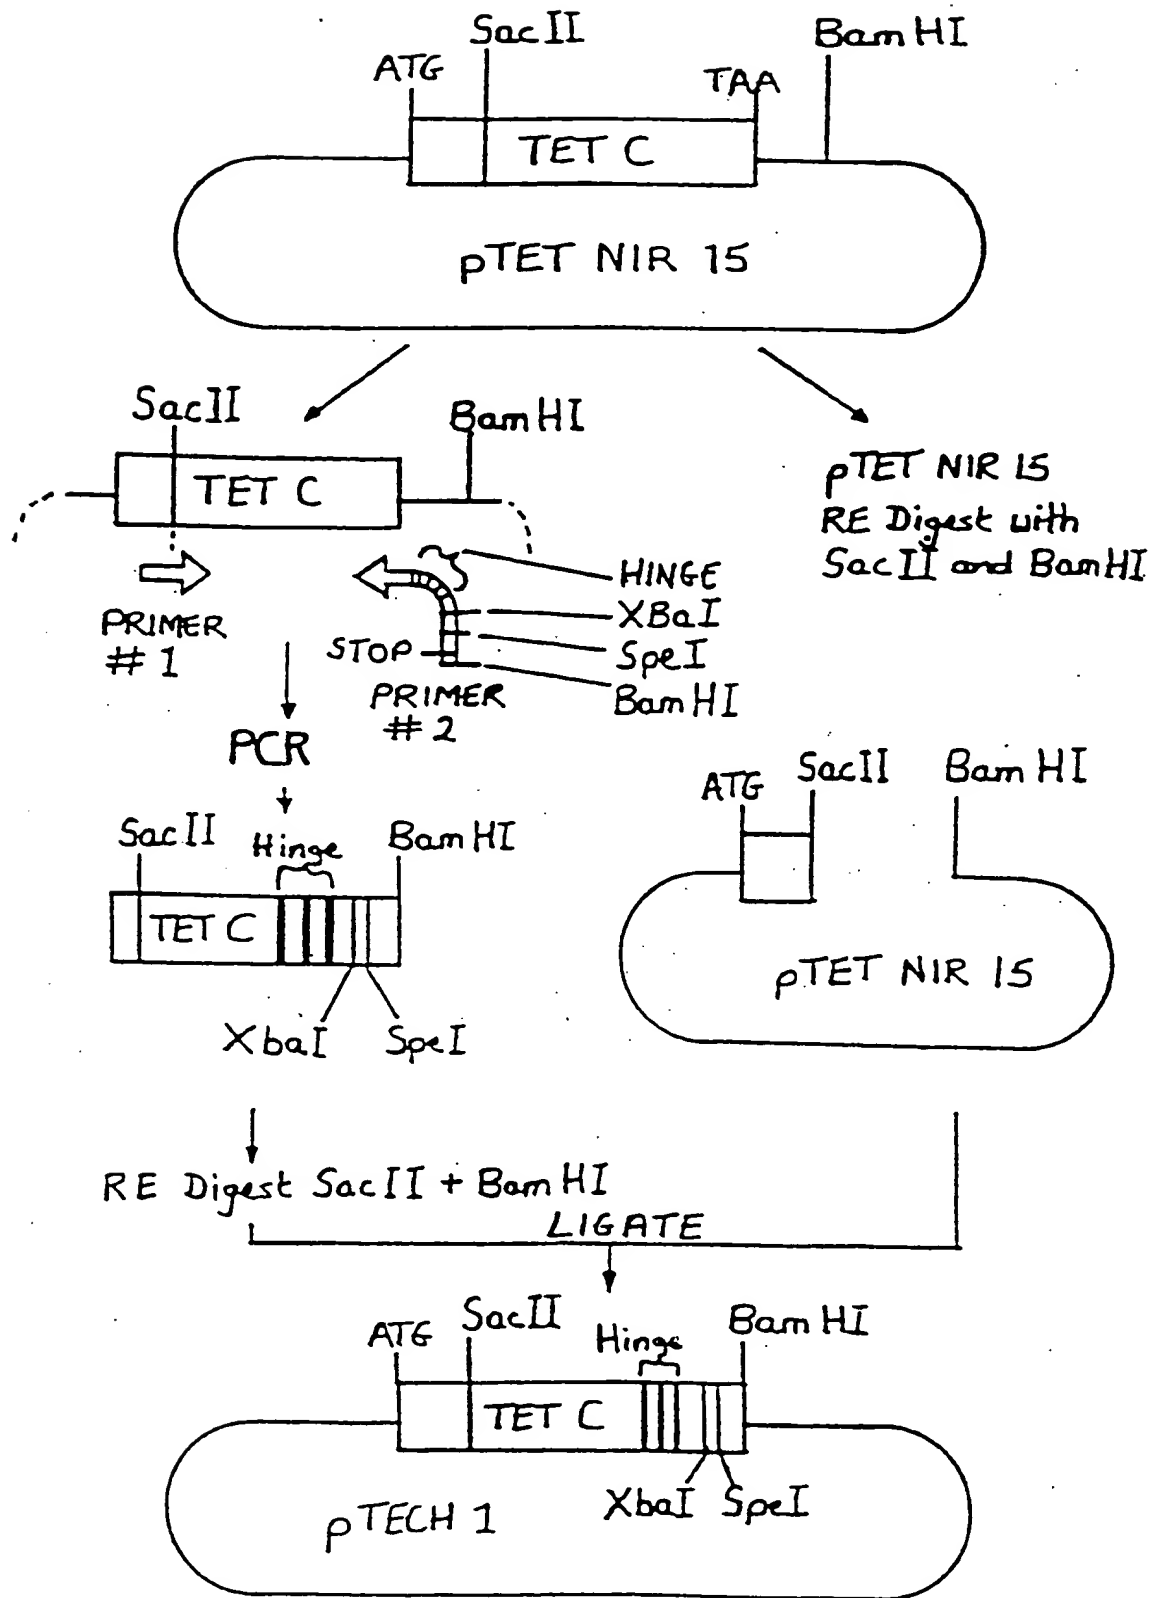 SacII
BamHI
ATG
TAA
TET C
pTET NIR 15
SacII
BamHI
TET C
pTET NIR 15
RE Digest with
SacII and BamHI
HINGE
XBaI
SpeI
BamHI
STOP
PRIMER
# 1
PRIMER
# 2
PCR
SacII
Hinge
BamHI
TET C
XbaI
SpeI
ATG
SacII
BamHI
pTET NIR 15
RE Digest SacII + BamHI
LIGATE
ATG
SacII
Hinge
BamHI
TET C
XbaI
SpeI
pTECH 1